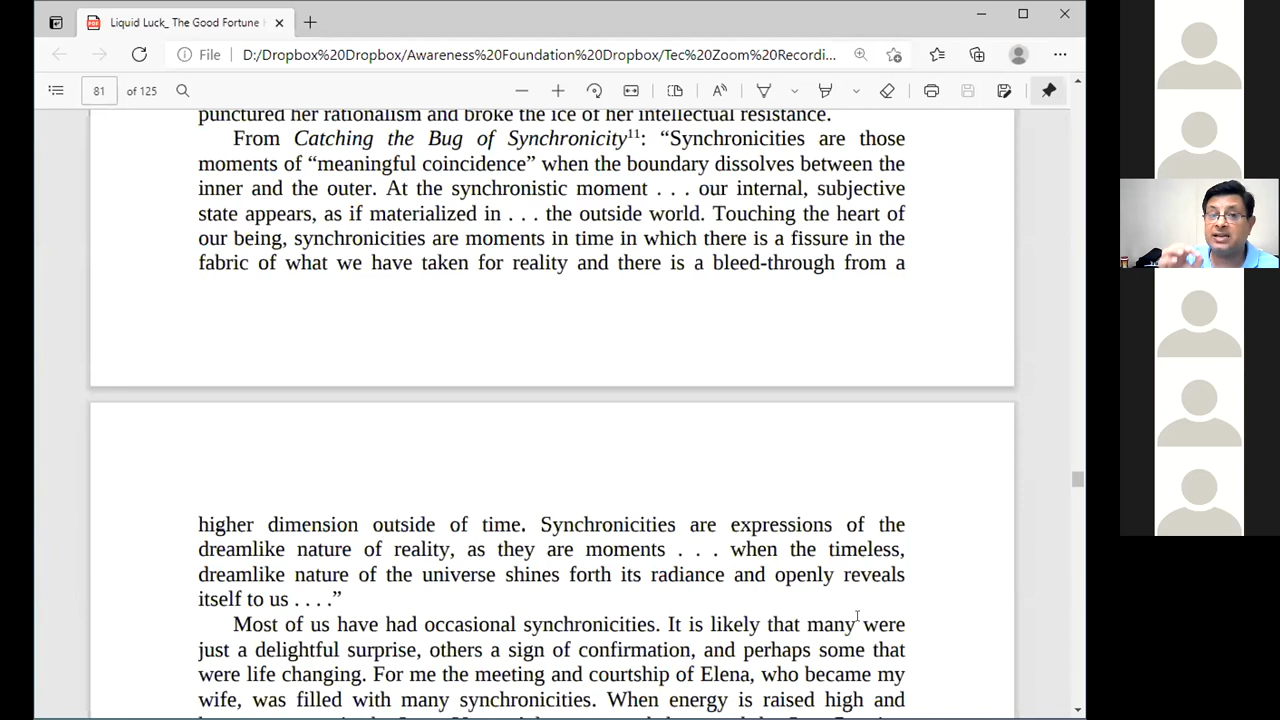 Liquid Luck_ The Good Fortune
File
D:/Dropbox%20Dropbox/Awareness%20Foundation%20Dropbox/Tec%20Zoom%20Recordi...
81 of 125
punctured her rationalism and broke the ice of her intellectual resistance.
From Catching the Bug of Synchronicity11: “Synchronicities are those
moments of “meaningful coincidence” when the boundary dissolves between the
inner and the outer. At the synchronistic moment . . . our internal, subjective
state appears, as if materialized in . . . the outside world. Touching the heart of
our being, synchronicities are moments in time in which there is a fissure in the
fabric of what we have taken for reality and there is a bleed-through from a
higher dimension outside of time. Synchronicities are expressions of the
dreamlike nature of reality, as they are moments . . . when the timeless,
dreamlike nature of the universe shines forth its radiance and openly reveals
itself to us . . . .”
Most of us have had occasional synchronicities. It is likely that many were
just a delightful surprise, others a sign of confirmation, and perhaps some that
were life changing. For me the meeting and courtship of Elena, who became my
wife, was filled with many synchronicities. When energy is raised high and